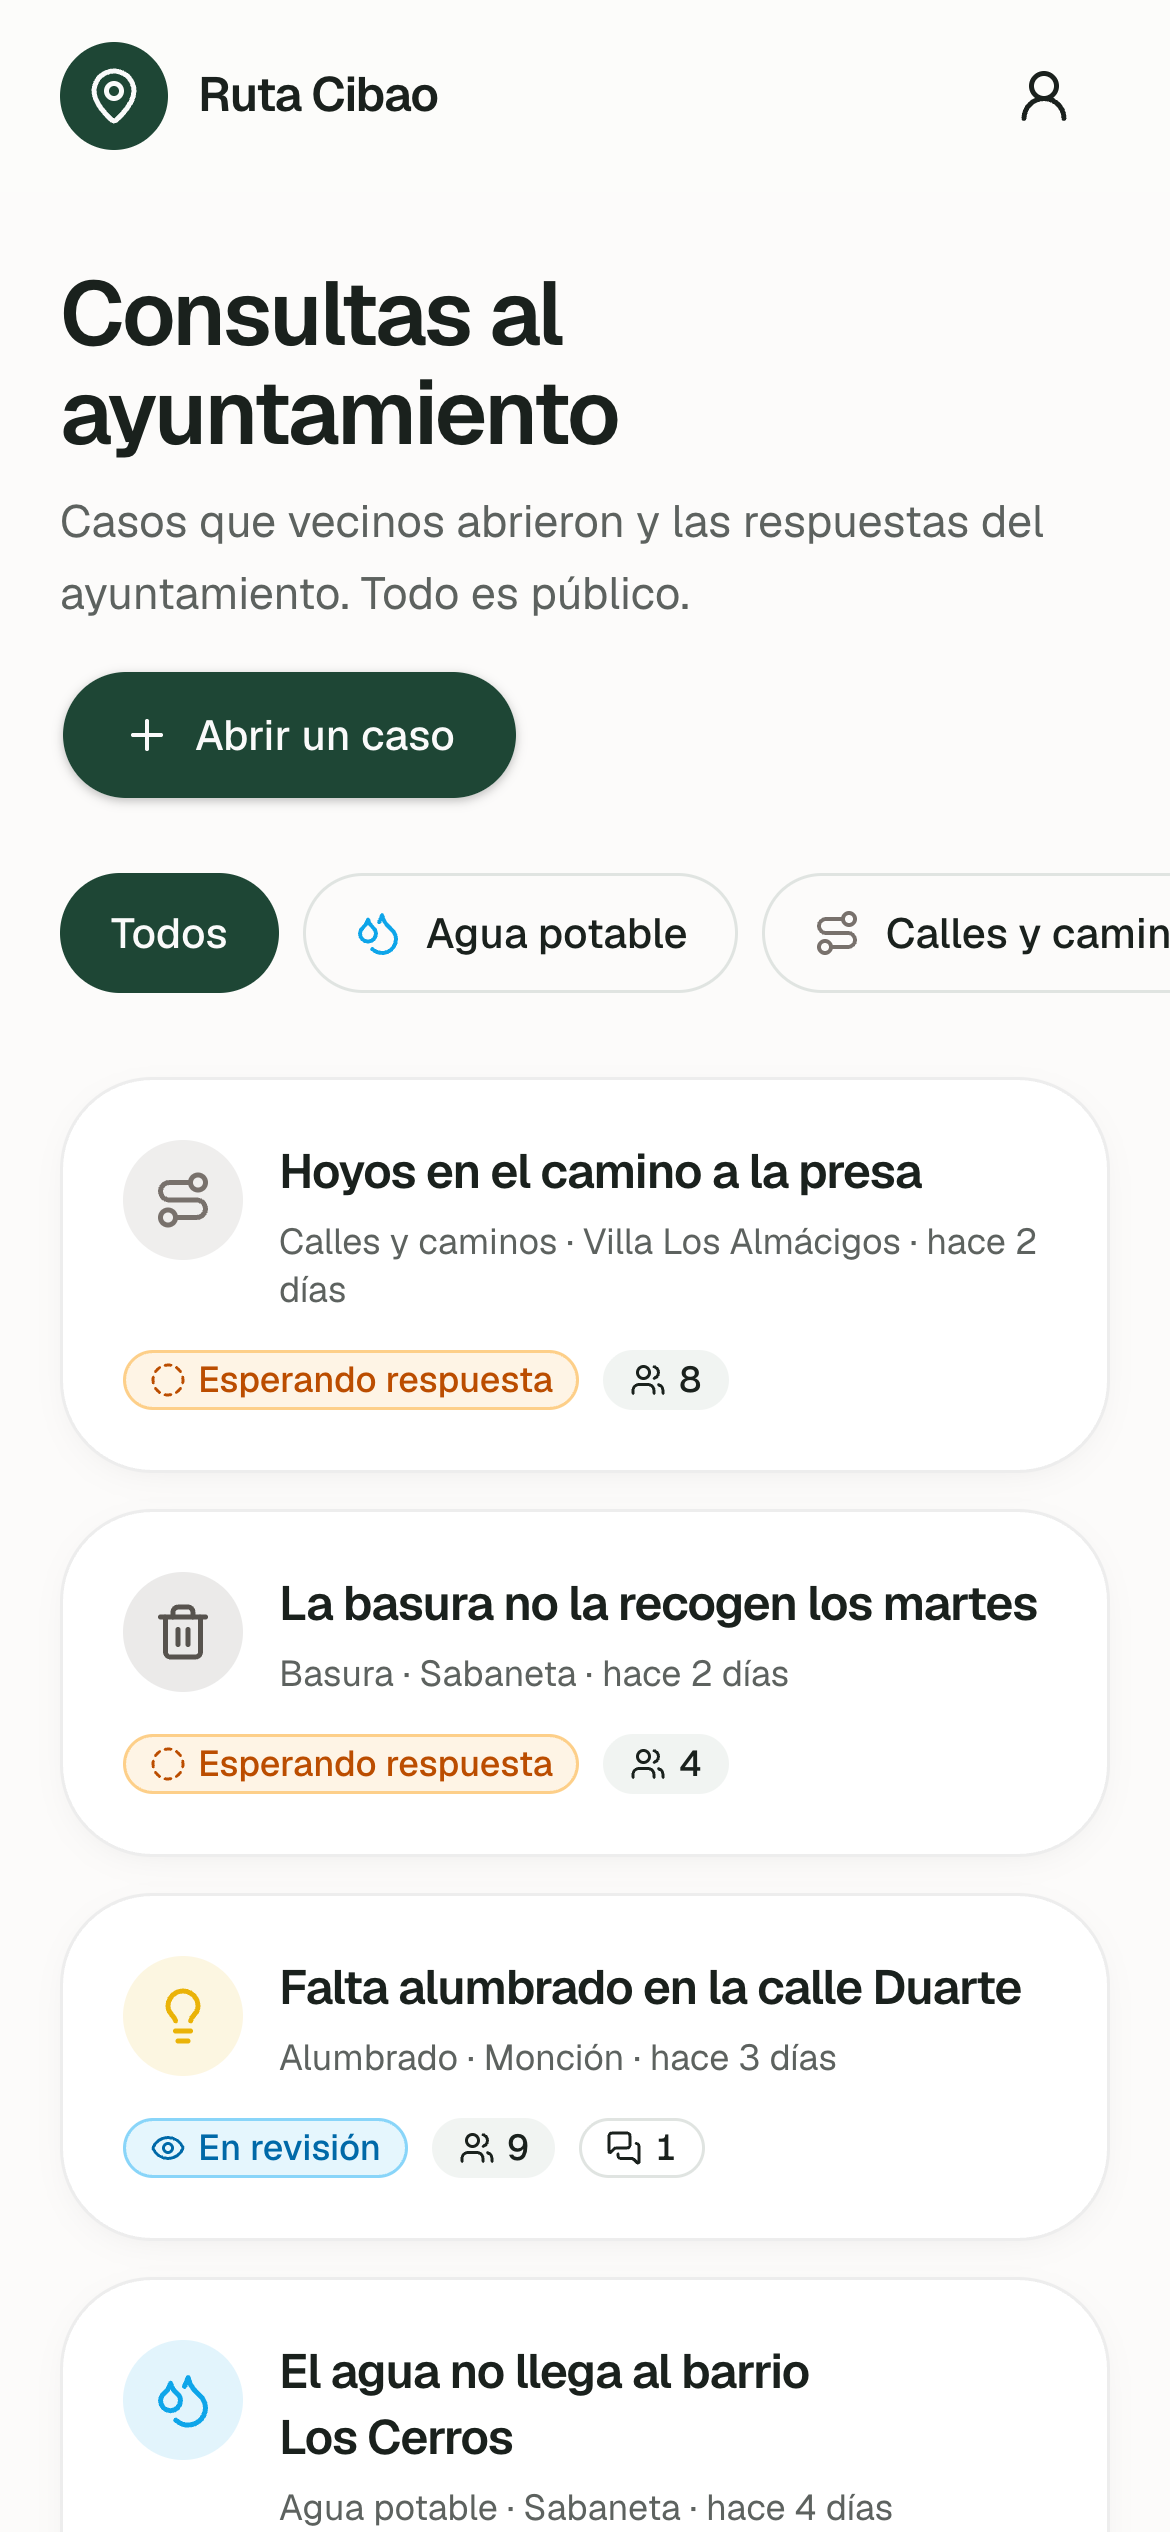 Ruta Cibao
Consultas al
ayuntamiento
Casos que vecinos abrieron y las respuestas del
ayuntamiento. Todo es público.
Abrir un caso
Todos
Agua potable
Calles y camin
Hoyos en el camino a la presa
Calles y caminos · Villa Los Almácigos · hace 2
días
Esperando respuesta
8
La basura no la recogen los martes
Basura · Sabaneta · hace 2 días
Esperando respuesta
4
Falta alumbrado en la calle Duarte
Alumbrado · Monción · hace 3 días
En revisión
9
1
El agua no llega al barrio
Los Cerros
Agua potable · Sabaneta · hace 4 días